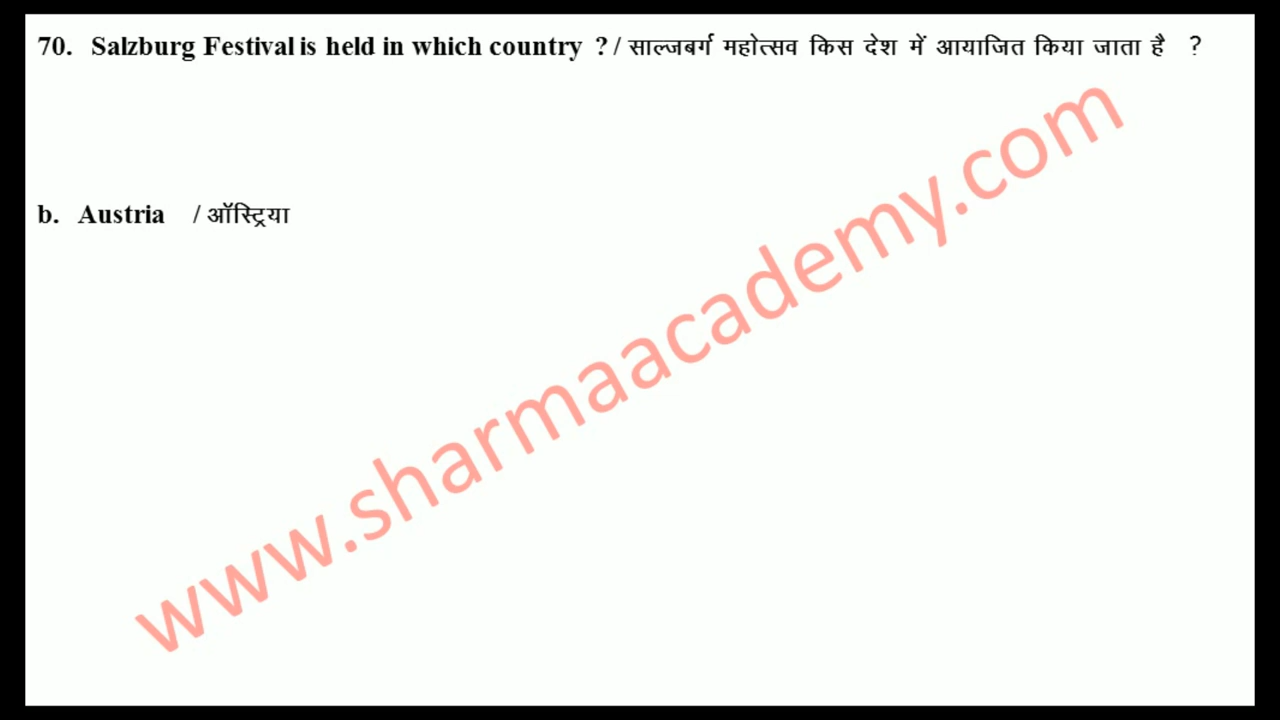 70. Salzburg Festival is held in which country ? / साल्जबर्ग महोत्सव किस देश में आयाजित किया जाता है ?
b. Austria / ऑस्ट्रिया
www.sharmaacademy.com